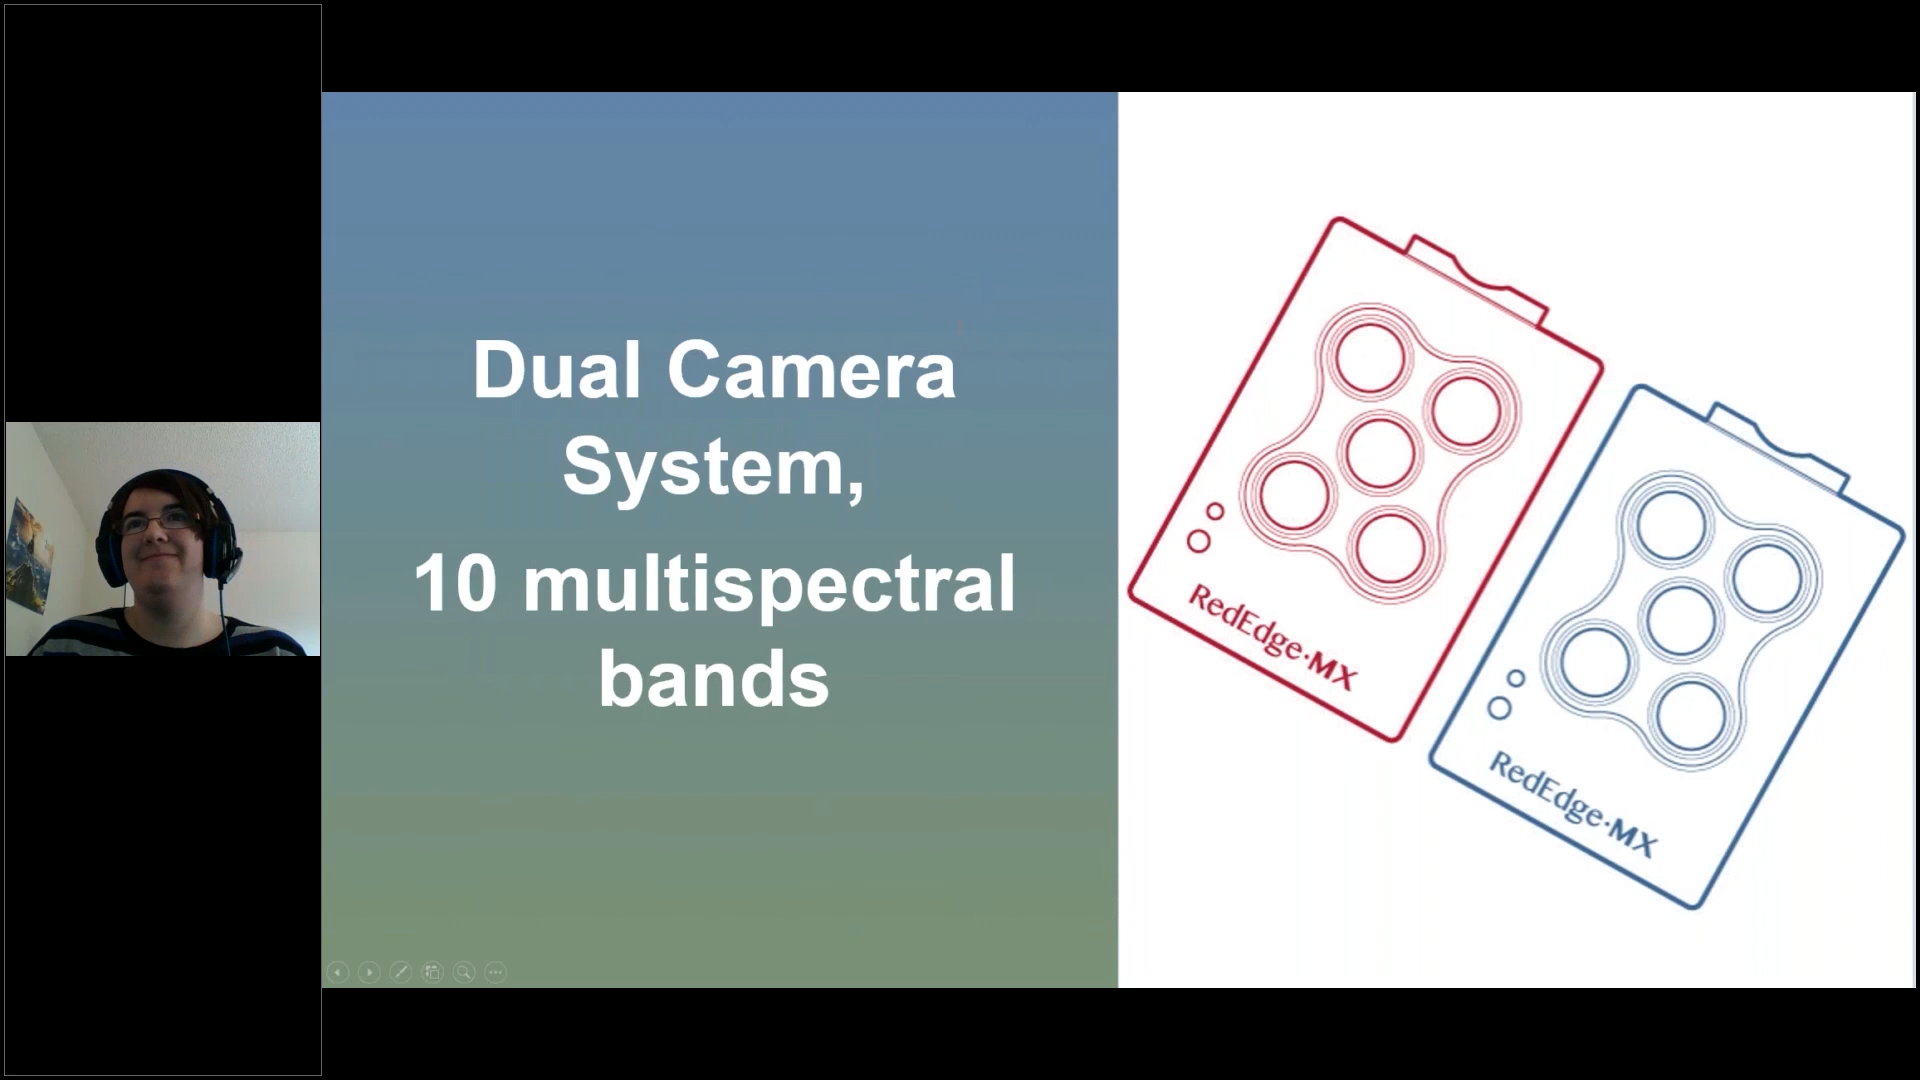 Dual Camera
System,
10 multispectral
bands
RedEdge·MX
RedEdge·MX